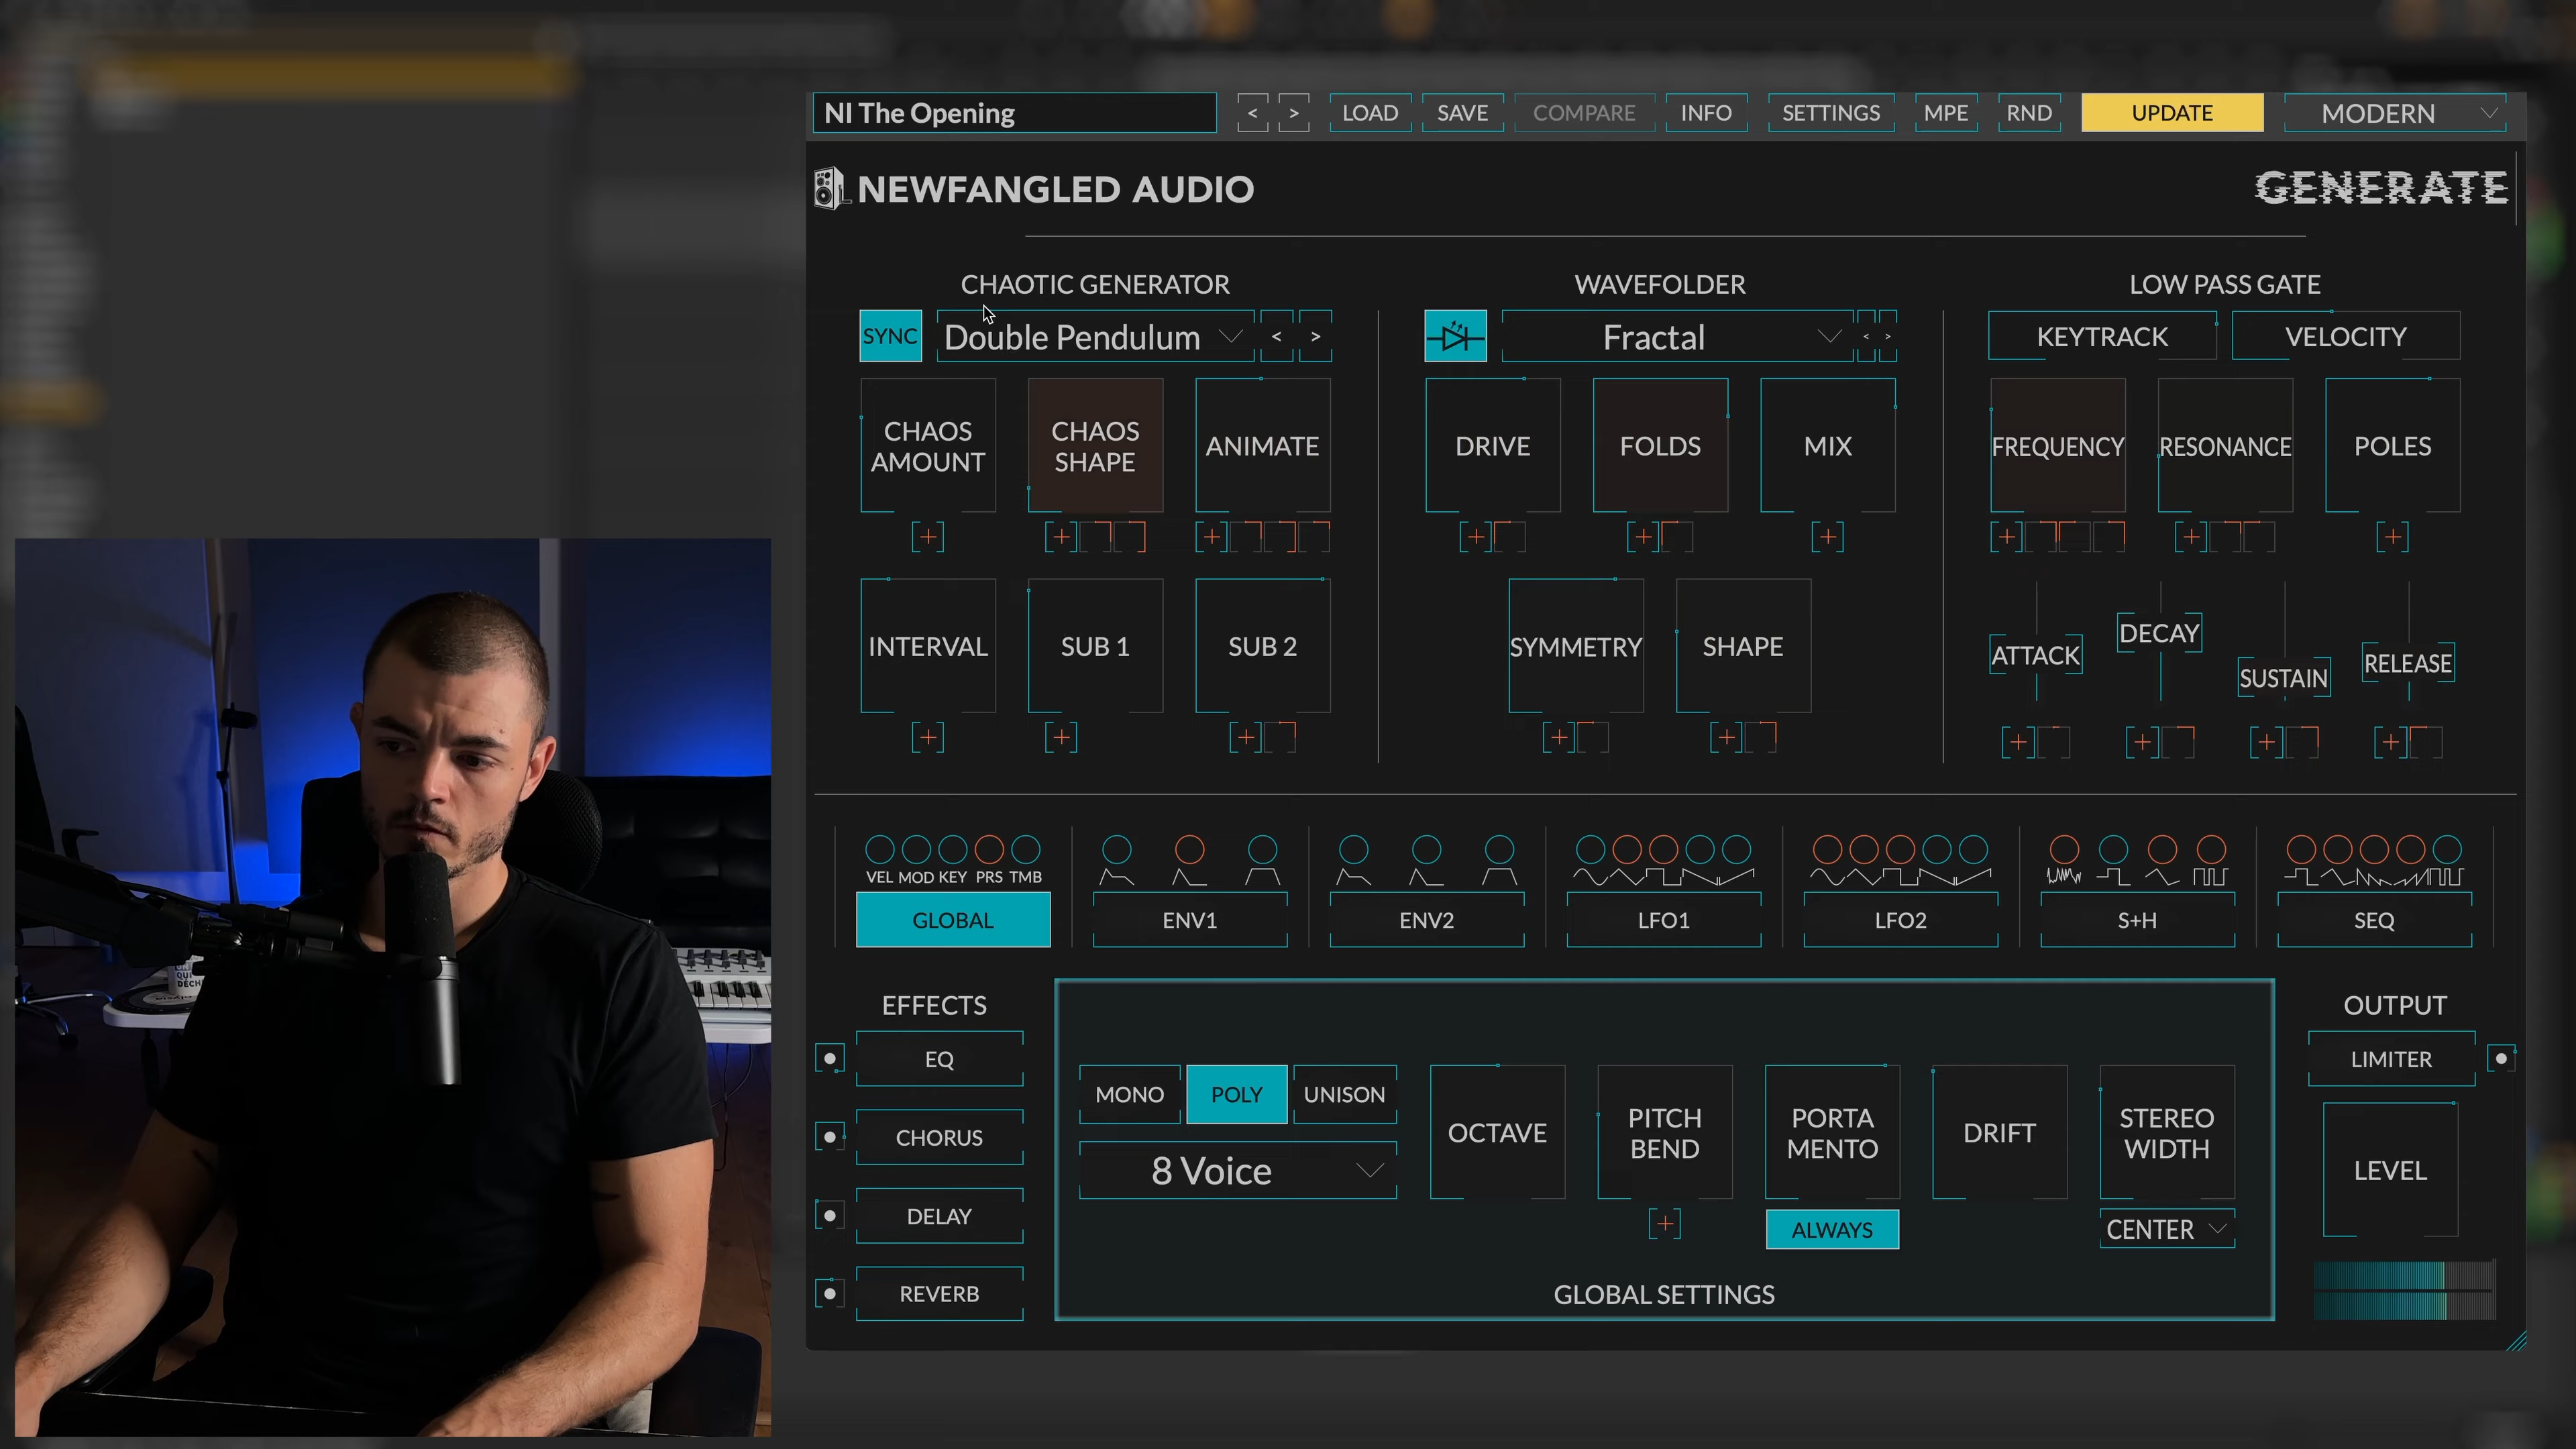 NI The Opening
< >
LOAD
SAVE
COMPARE
INFO
SETTINGS
MPE
RND
UPDATE
MODERN
NEWFANGLED AUDIO
GENERATE
CHAOTIC GENERATOR
SYNC
Double Pendulum
< >
CHAOS
AMOUNT
CHAOS
SHAPE
ANIMATE
INTERVAL
SUB 1
SUB 2
WAVEFOLDER
Fractal
< >
DRIVE
FOLDS
MIX
SYMMETRY
SHAPE
LOW PASS GATE
KEYTRACK
VELOCITY
FREQUENCY
RESONANCE
POLES
ATTACK
DECAY
SUSTAIN
RELEASE
VEL MOD KEY PRS TMB
GLOBAL
ENV1
ENV2
LFO1
LFO2
S+H
SEQ
EFFECTS
EQ
CHORUS
DELAY
REVERB
MONO
POLY
UNISON
8 Voice
OCTAVE
PITCH
BEND
PORTA
MENTO
ALWAYS
DRIFT
STEREO
WIDTH
CENTER
GLOBAL SETTINGS
OUTPUT
LIMITER
LEVEL